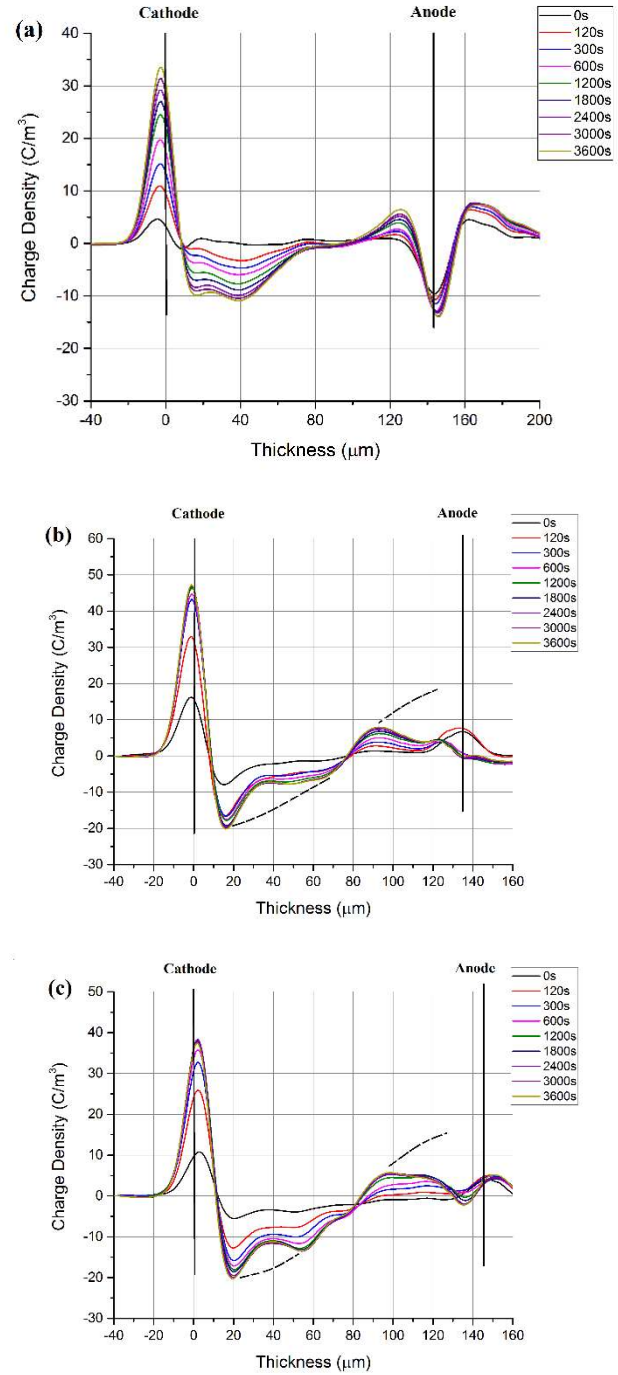 (a)
Cathode
Anode
0s
120s
300s
600s
1200s
1800s
2400s
3000s
3600s
40
30
20
10
0
-10
-20
-30
Charge Density (C/m³)
-40
0
40
80
120
160
200
Thickness (μm)
(b)
Cathode
Anode
0s
120s
300s
600s
1200s
1800s
2400s
3000s
3600s
60
50
40
30
20
10
0
-10
-20
-30
Charge Density (C/m³)
-40
-20
0
20
40
60
80
100
120
140
160
Thickness (μm)
(c)
Cathode
Anode
0s
120s
300s
600s
1200s
1800s
2400s
3000s
3600s
50
40
30
20
10
0
-10
-20
-30
Charge Density (C/m³)
-40
-20
0
20
40
60
80
100
120
140
160
Thickness (μm)